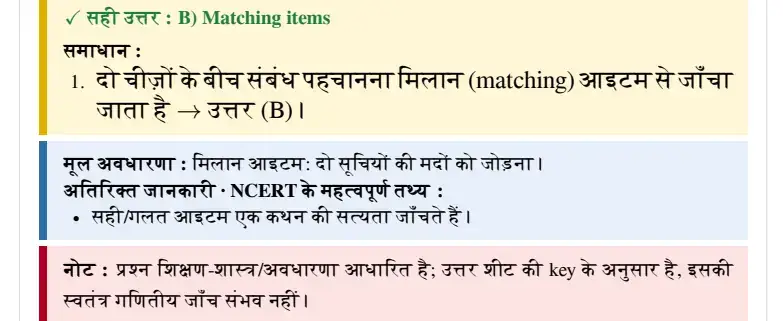 ✓ सही उत्तर : B) Matching items
समाधान :
1. दो चीज़ों के बीच संबंध पहचानना मिलान (matching) आइटम से जाँचा
जाता है → उत्तर (B)।
मूल अवधारणा : मिलान आइटम: दो सूचियों की मदों को जोड़ना।
अतिरिक्त जानकारी · NCERT के महत्वपूर्ण तथ्य :
• सही/गलत आइटम एक कथन की सत्यता जाँचते हैं।
नोट : प्रश्न शिक्षण-शास्त्र/अवधारणा आधारित है; उत्तर शीट की key के अनुसार है, इसकी
स्वतंत्र गणितीय जाँच संभव नहीं।